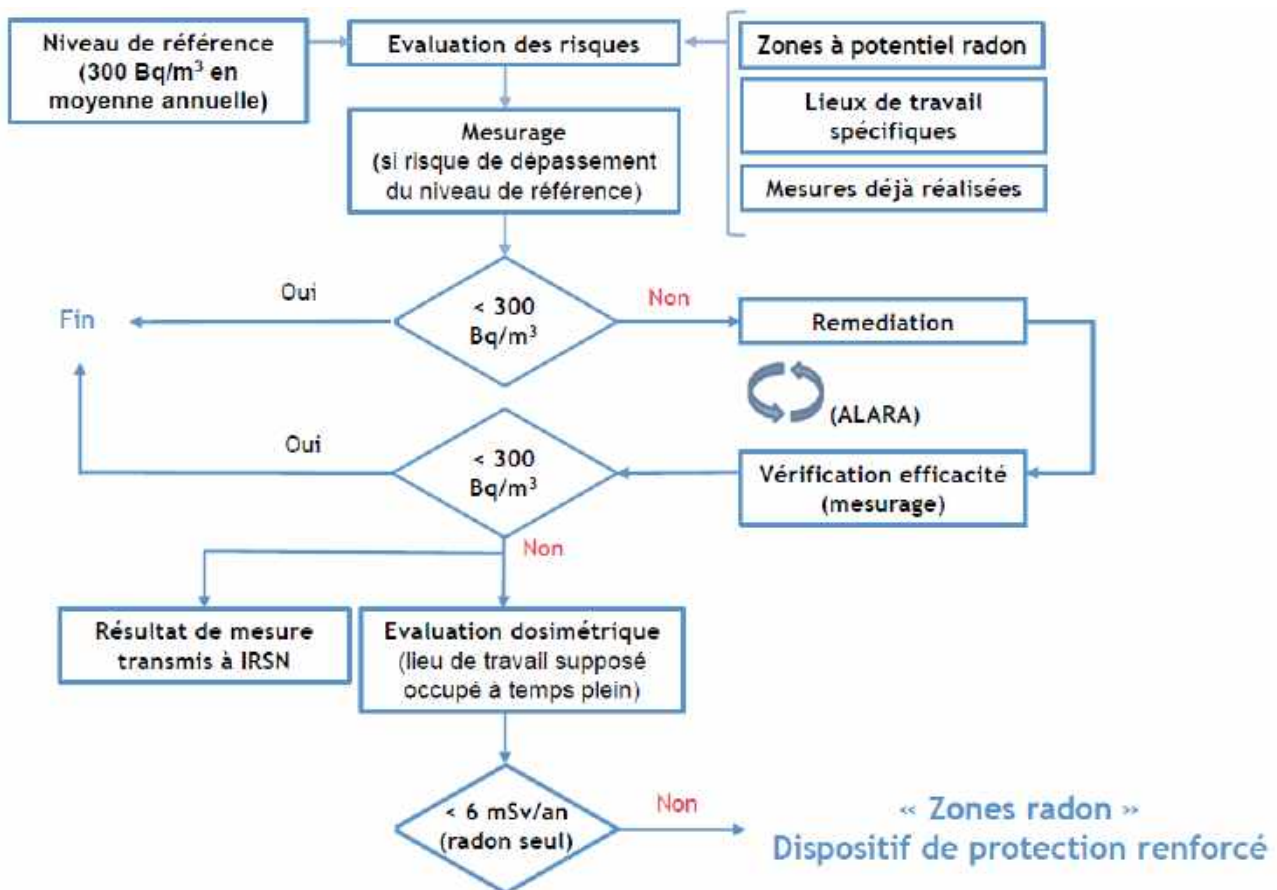 Niveau de référence
(300 Bq/m³ en
moyenne annuelle)
Evaluation des risques
Zones à potentiel radon
Lieux de travail
spécifiques
Mesures déjà réalisées
Mesurage
(si risque de dépassement
du niveau de référence)
Oui
< 300
Bq/m³
Non
Fin
Remediation
(ALARA)
Oui
< 300
Bq/m³
Vérification efficacité
(mesurage)
Non
Résultat de mesure
transmis à IRSN
Evaluation dosimétrique
(lieu de travail supposé
occupé à temps plein)
< 6 mSv/an
(radon seul)
Non
« Zones radon »
Dispositif de protection renforcé